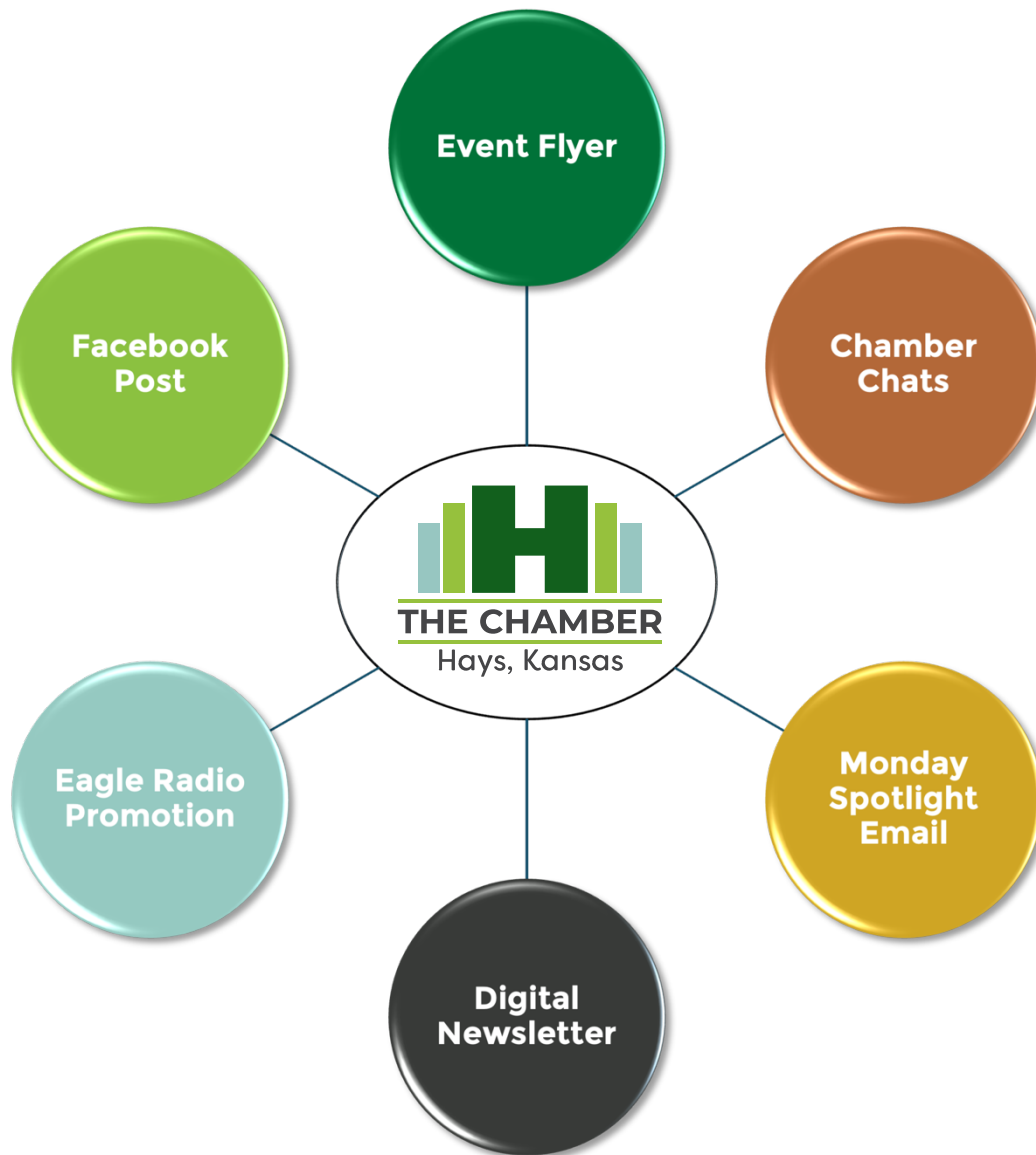 Event Flyer
Facebook
Post
Chamber
Chats
H
THE CHAMBER
Hays, Kansas
Eagle Radio
Promotion
Monday
Spotlight
Email
Digital
Newsletter